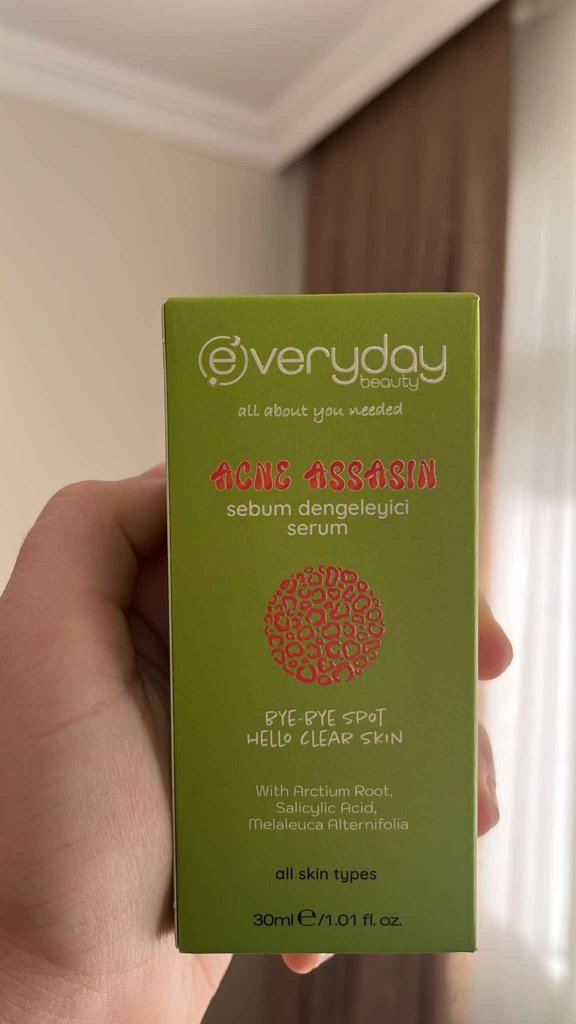 everyday
beauty
all about you needed
ACNE ASSASIN
sebum dengeleyici
serum
BYE-BYE SPOT
HELLO CLEAR SKIN
With Arctium Root,
Salicylic Acid,
Melaleuca Alternifolia
all skin types
30ml ℮/1.01 fl. oz.